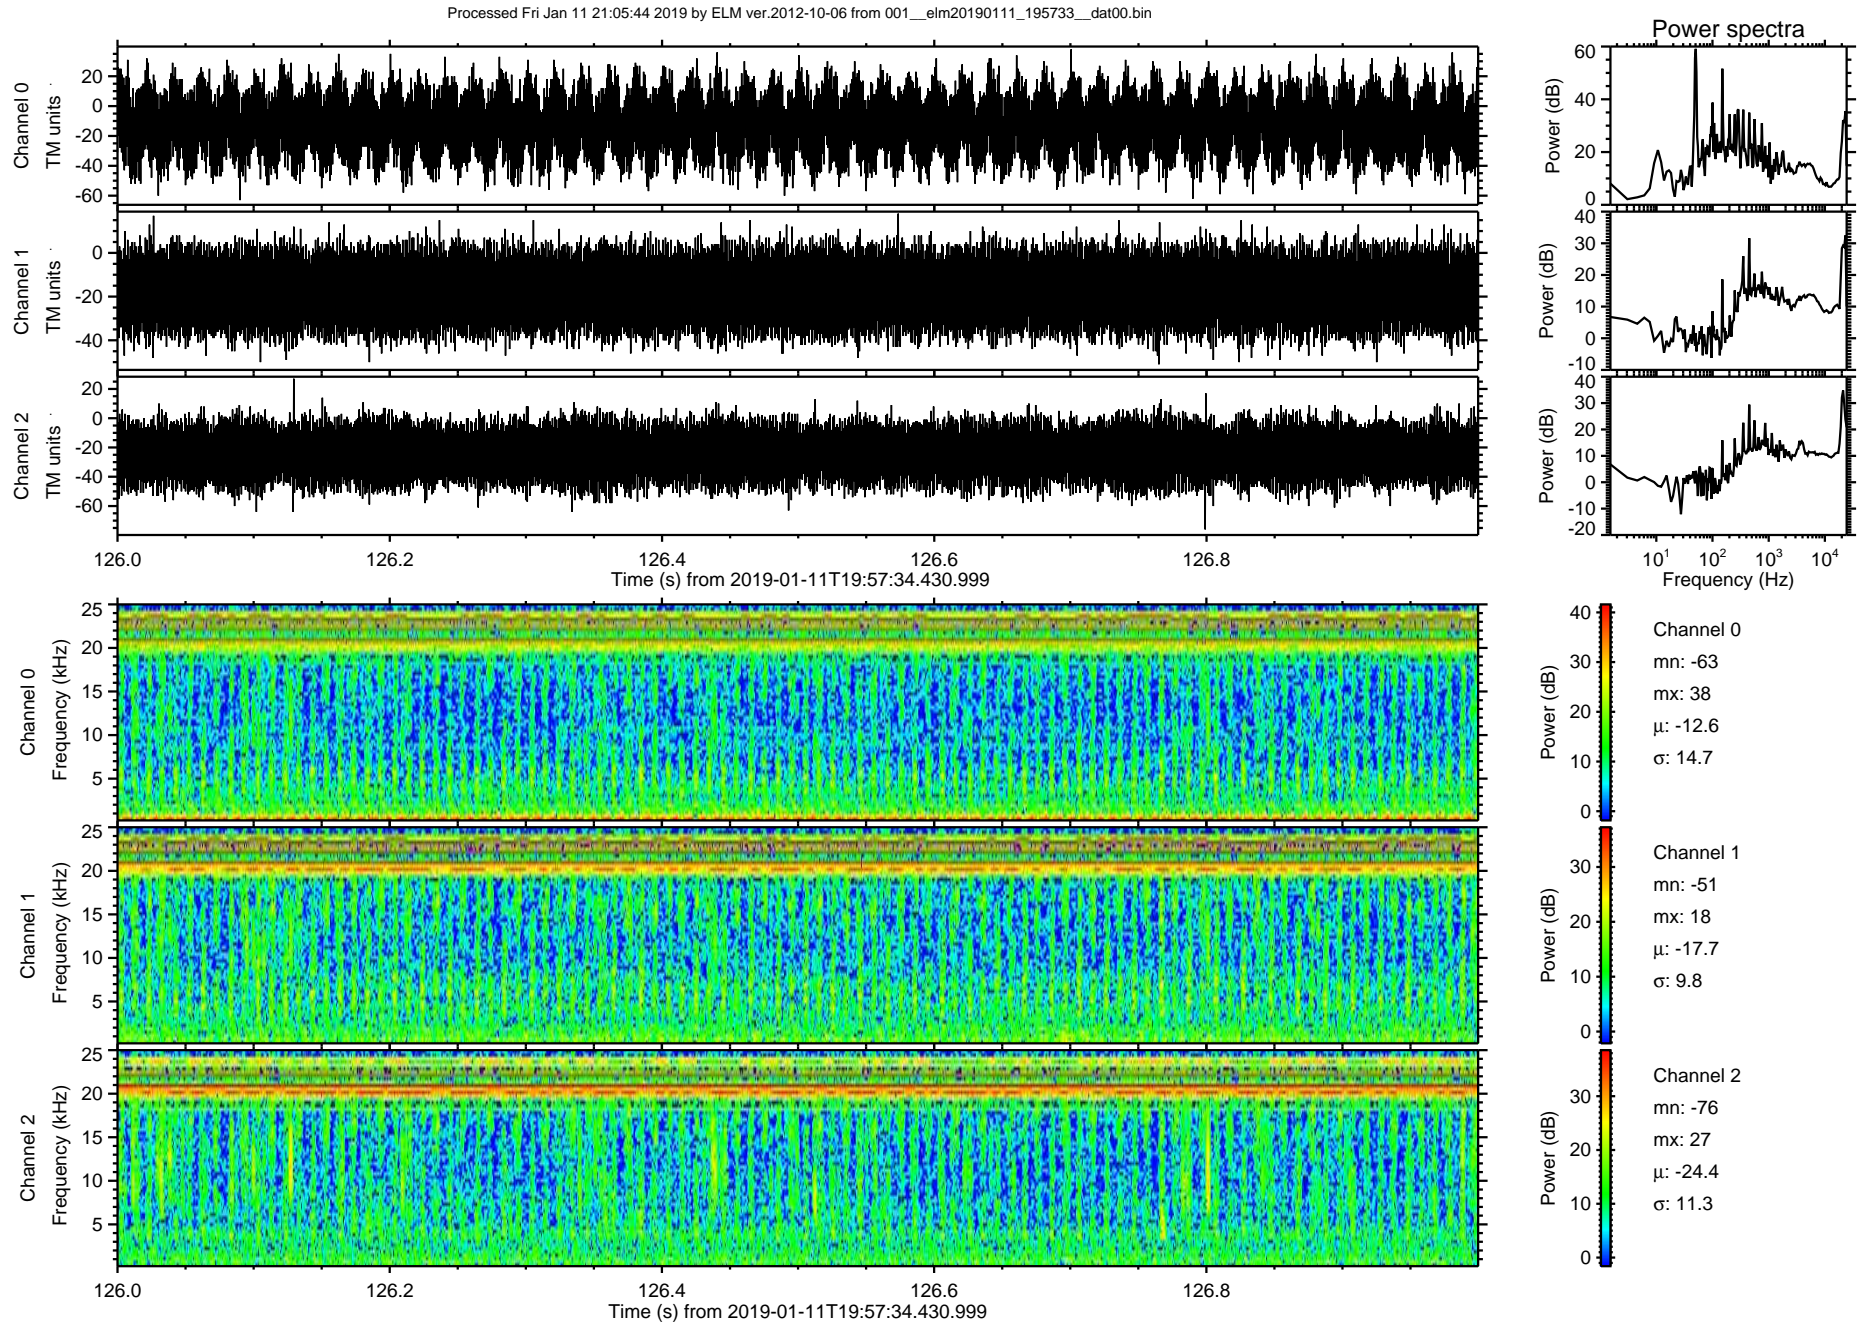 Processed Fri Jan 11 21:05:44 2019 by ELM ver.2012-10-06 from 001__elm20190111_195733__dat00.bin
Power spectra
Channel 0
TM units
20
0
-20
-40
-60
Power (dB)
60
40
20
0
Channel 1
TM units
0
-20
-40
Power (dB)
40
30
20
10
0
-10
Channel 2
TM units
20
0
-20
-40
-60
Power (dB)
40
30
20
10
0
-10
-20
126.0 126.2 126.4 126.6 126.8
Time (s) from 2019-01-11T19:57:34.430.999
10^1 10^2 10^3 10^4
Frequency (Hz)
Channel 0
Frequency (kHz)
25
20
15
10
5
Power (dB)
40
30
20
10
0
Channel 0
mn: -63
mx: 38
μ: -12.6
σ: 14.7
Channel 1
Frequency (kHz)
25
20
15
10
5
Power (dB)
30
20
10
0
Channel 1
mn: -51
mx: 18
μ: -17.7
σ: 9.8
Channel 2
Frequency (kHz)
25
20
15
10
5
Power (dB)
30
20
10
0
Channel 2
mn: -76
mx: 27
μ: -24.4
σ: 11.3
126.0 126.2 126.4 126.6 126.8
Time (s) from 2019-01-11T19:57:34.430.999